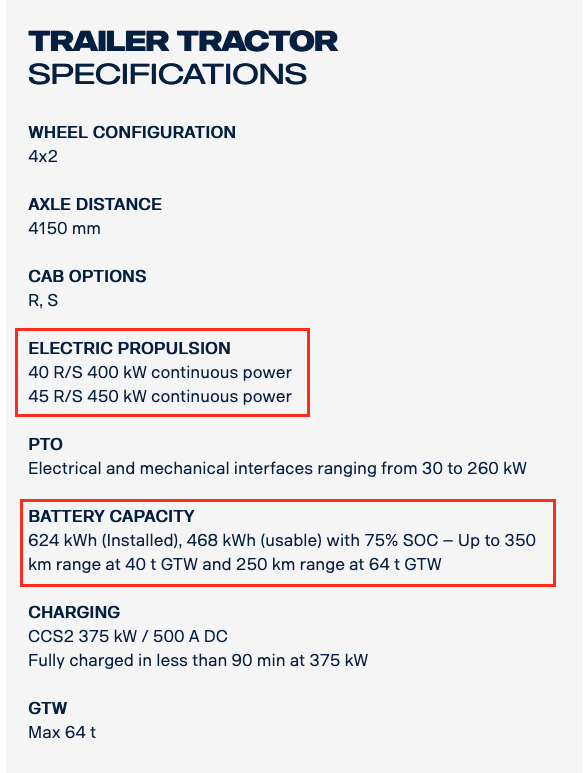 TRAILER TRACTOR
SPECIFICATIONS
WHEEL CONFIGURATION
4x2
AXLE DISTANCE
4150 mm
CAB OPTIONS
R, S
ELECTRIC PROPULSION
40 R/S 400 kW continuous power
45 R/S 450 kW continuous power
PTO
Electrical and mechanical interfaces ranging from 30 to 260 kW
BATTERY CAPACITY
624 kWh (Installed), 468 kWh (usable) with 75% SOC – Up to 350
km range at 40 t GTW and 250 km range at 64 t GTW
CHARGING
CCS2 375 kW / 500 A DC
Fully charged in less than 90 min at 375 kW
GTW
Max 64 t